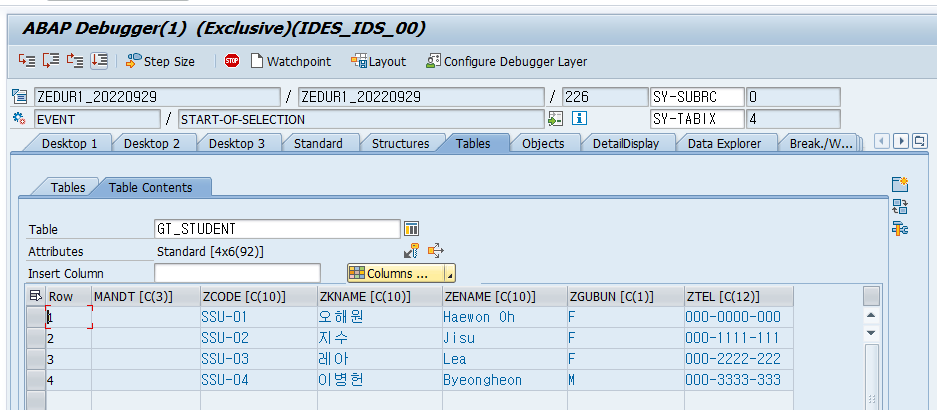 ABAP Debugger(1) (Exclusive)(IDES_IDS_00)
Step Size STOP Watchpoint Layout Configure Debugger Layer
ZEDUR1_20220929 / ZEDUR1_20220929 / 226 SY-SUBRC 0
EVENT / START-OF-SELECTION SY-TABIX 4
Desktop 1 Desktop 2 Desktop 3 Standard Structures Tables Objects DetailDisplay Data Explorer Break./W...
Tables Table Contents
Table GT_STUDENT
Attributes Standard [4x6(92)]
Insert Column Columns ...
Row MANDT [C(3)] ZCODE [C(10)] ZKNAME [C(10)] ZENAME [C(10)] ZGUBUN [C(1)] ZTEL [C(12)]
1 SSU-01 오해원 Haewon Oh F 000-0000-000
2 SSU-02 지수 Jisu F 000-1111-111
3 SSU-03 레아 Lea F 000-2222-222
4 SSU-04 이병헌 Byeongheon M 000-3333-333